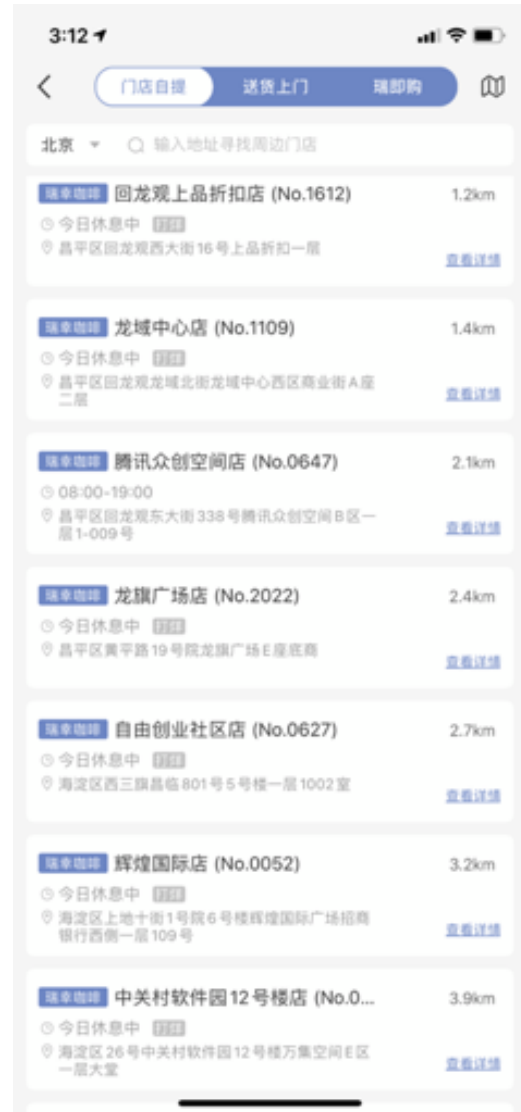 3:12
门店自提 送货上门 瑞即购
北京 输入地址寻找周边门店
瑞幸咖啡 回龙观上品折扣店 (No.1612) 1.2km
今日休息中 打烊
昌平区回龙观西大街16号上品折扣一层
查看详情
瑞幸咖啡 龙域中心店 (No.1109) 1.4km
今日休息中 打烊
昌平区回龙观龙域北街龙域中心西区商业街A座
二层
查看详情
瑞幸咖啡 腾讯众创空间店 (No.0647) 2.1km
08:00-19:00
昌平区回龙观东大街338号腾讯众创空间B区一
层1-009号
查看详情
瑞幸咖啡 龙旗广场店 (No.2022) 2.4km
今日休息中 打烊
昌平区黄平路19号院龙旗广场E座底商
查看详情
瑞幸咖啡 自由创业社区店 (No.0627) 2.7km
今日休息中 打烊
海淀区西三旗昌临801号5号楼一层1002室
查看详情
瑞幸咖啡 辉煌国际店 (No.0052) 3.2km
今日休息中 打烊
海淀区上地十街1号院6号楼辉煌国际广场招商
银行西侧一层109号
查看详情
瑞幸咖啡 中关村软件园12号楼店 (No.0... 3.9km
今日休息中 打烊
海淀区26号中关村软件园12号楼万集空间E区
一层大堂
查看详情